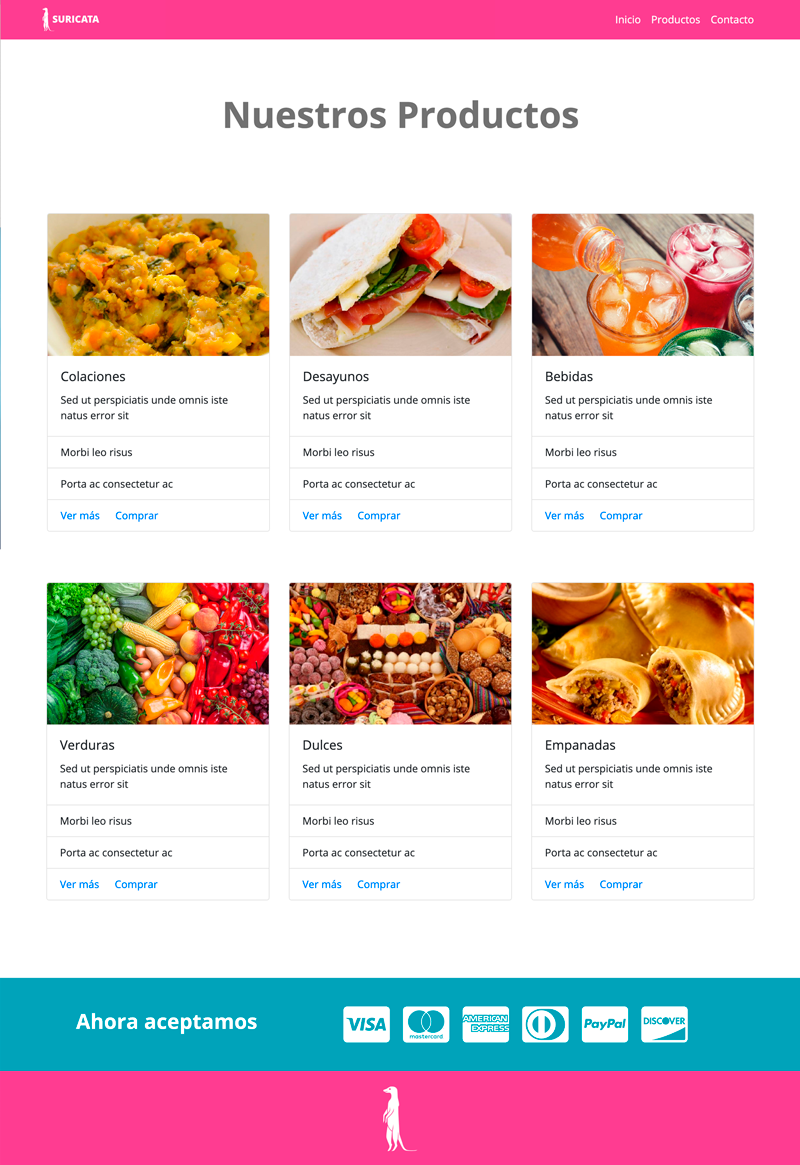 SURICATA
Inicio Productos Contacto
Nuestros Productos
Colaciones
Sed ut perspiciatis unde omnis iste
natus error sit
Morbi leo risus
Porta ac consectetur ac
Ver más Comprar
Desayunos
Sed ut perspiciatis unde omnis iste
natus error sit
Morbi leo risus
Porta ac consectetur ac
Ver más Comprar
Bebidas
Sed ut perspiciatis unde omnis iste
natus error sit
Morbi leo risus
Porta ac consectetur ac
Ver más Comprar
Verduras
Sed ut perspiciatis unde omnis iste
natus error sit
Morbi leo risus
Porta ac consectetur ac
Ver más Comprar
Dulces
Sed ut perspiciatis unde omnis iste
natus error sit
Morbi leo risus
Porta ac consectetur ac
Ver más Comprar
Empanadas
Sed ut perspiciatis unde omnis iste
natus error sit
Morbi leo risus
Porta ac consectetur ac
Ver más Comprar
Ahora aceptamos
VISA
mastercard
AMERICAN
EXPRESS
PayPal
DISCOVER